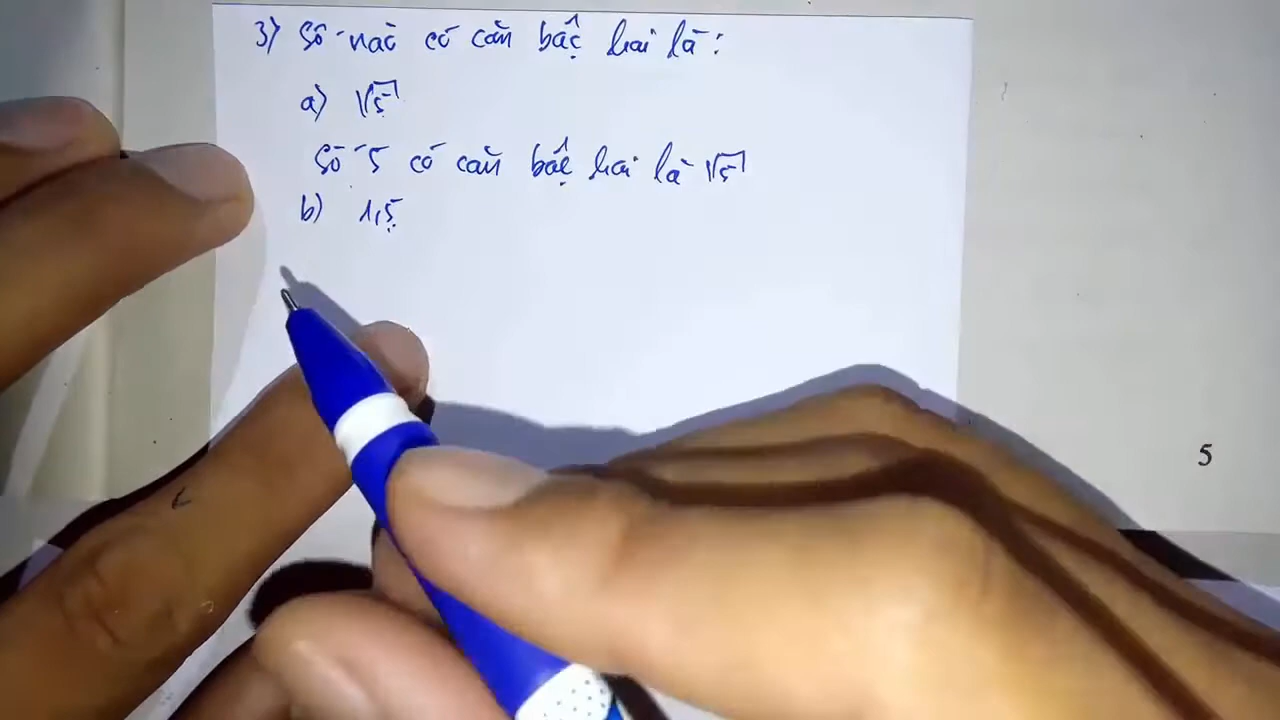 3) Số nào có căn bậc hai là:
a) √5
Số 5 có căn bậc hai là √5
b) 1,5
5